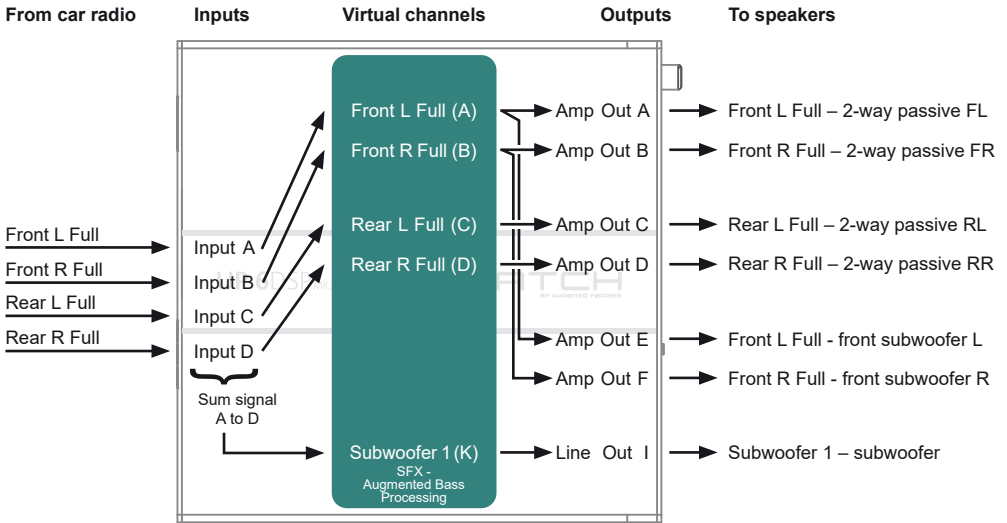 From car radio Inputs Virtual channels Outputs To speakers
Front L Full (A) Amp Out A Front L Full – 2-way passive FL
Front R Full (B) Amp Out B Front R Full – 2-way passive FR
Rear L Full (C) Amp Out C Rear L Full – 2-way passive RL
Front L Full Input A
Rear R Full (D) Amp Out D Rear R Full – 2-way passive RR
Front R Full Input B
MATCH
BY AUDIOTEC FISCHER
Rear L Full Input C
Rear R Full Input D
Amp Out E Front L Full - front subwoofer L
Amp Out F Front R Full - front subwoofer R
Sum signal
A to D
Subwoofer 1 (K) Line Out I Subwoofer 1 – subwoofer
SFX -
Augmented Bass
Processing